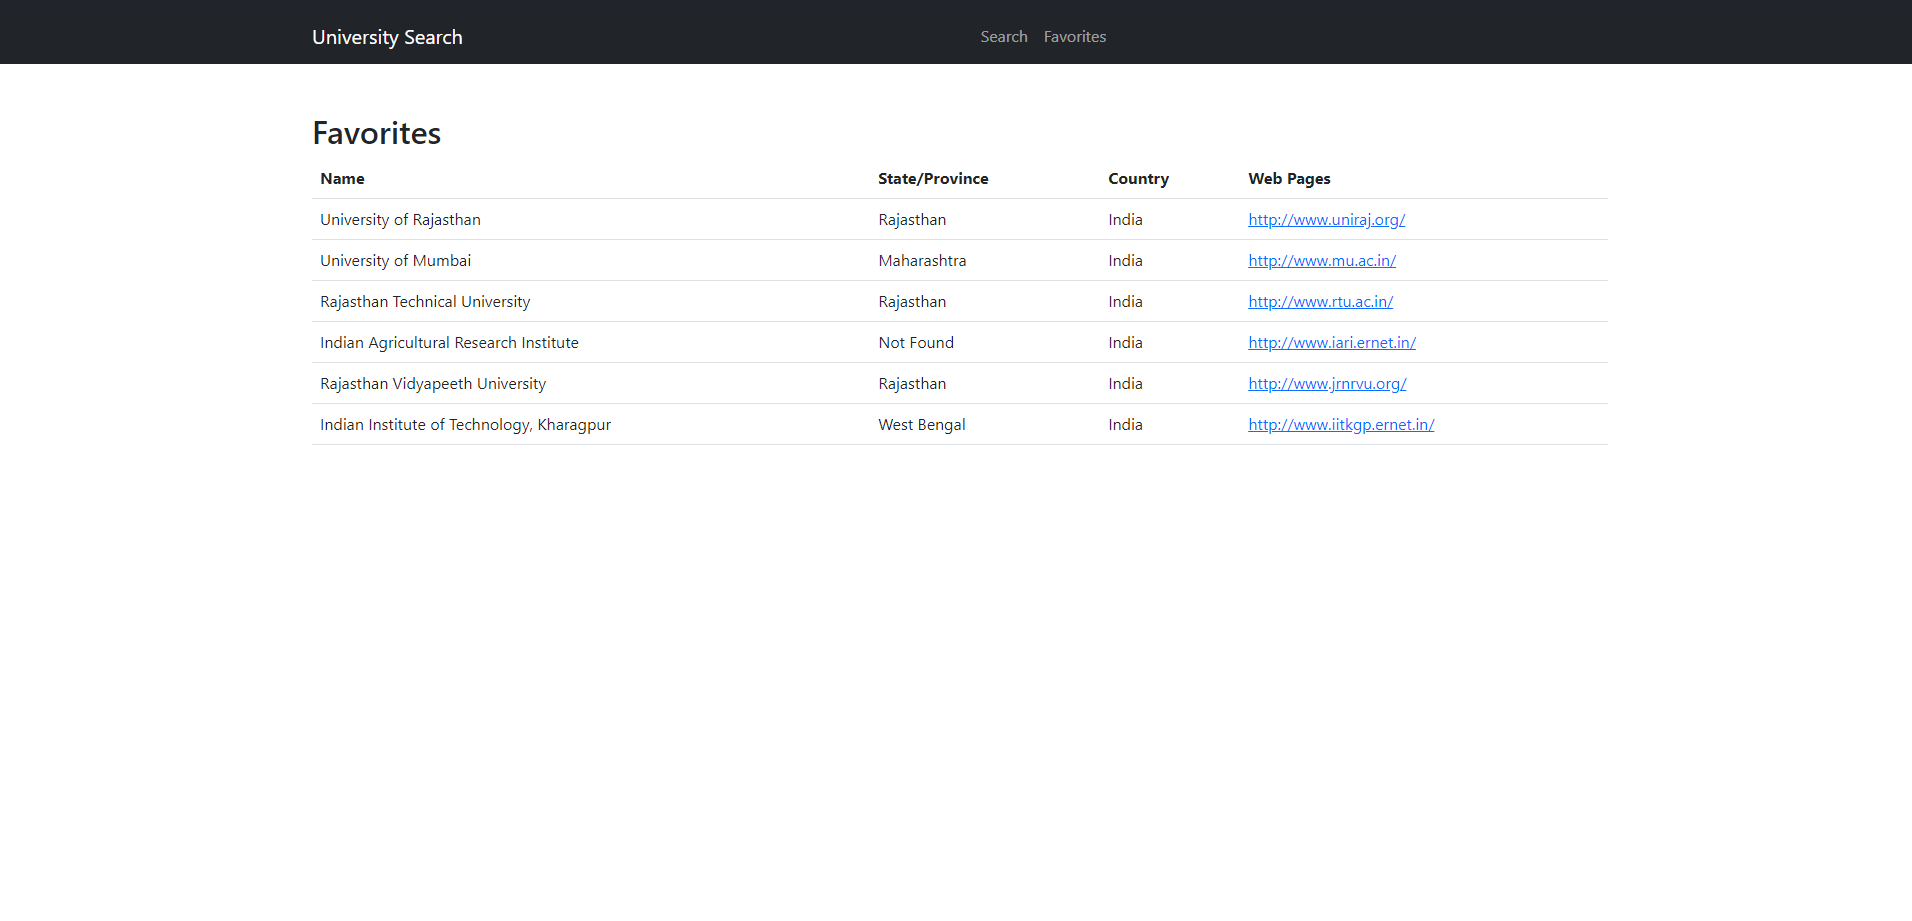 University Search Search Favorites
Favorites
Name State/Province Country Web Pages
University of Rajasthan Rajasthan India http://www.uniraj.org/
University of Mumbai Maharashtra India http://www.mu.ac.in/
Rajasthan Technical University Rajasthan India http://www.rtu.ac.in/
Indian Agricultural Research Institute Not Found India http://www.iari.ernet.in/
Rajasthan Vidyapeeth University Rajasthan India http://www.jrnrvu.org/
Indian Institute of Technology, Kharagpur West Bengal India http://www.iitkgp.ernet.in/